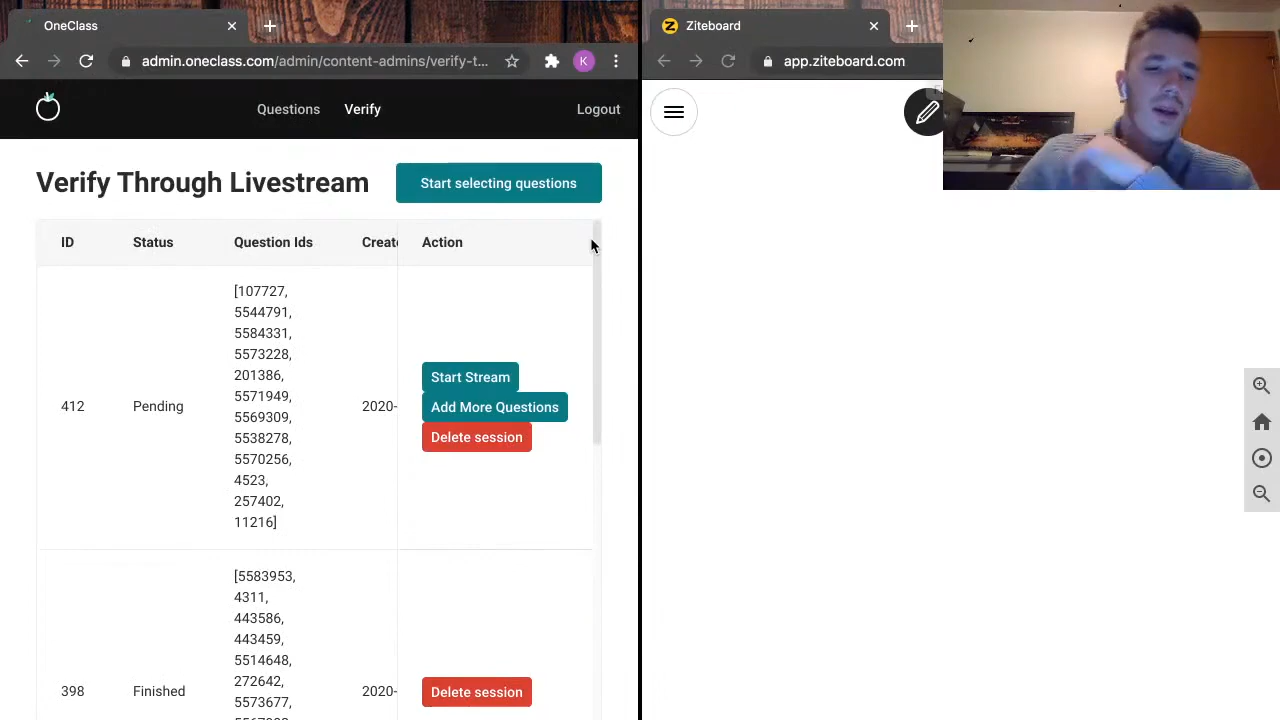 OneClass
admin.oneclass.com/admin/content-admins/verify-t...
K
Questions
Verify
Logout
Verify Through Livestream
Start selecting questions
ID
Status
Question Ids
Create
Action
412
Pending
[107727,
5544791,
5584331,
5573228,
201386,
5571949,
5569309,
5538278,
5570256,
4523,
257402,
11216]
2020-
Start Stream
Add More Questions
Delete session
398
Finished
[5583953,
4311,
443586,
443459,
5514648,
272642,
5573677,
2020-
Delete session
Ziteboard
app.ziteboard.com